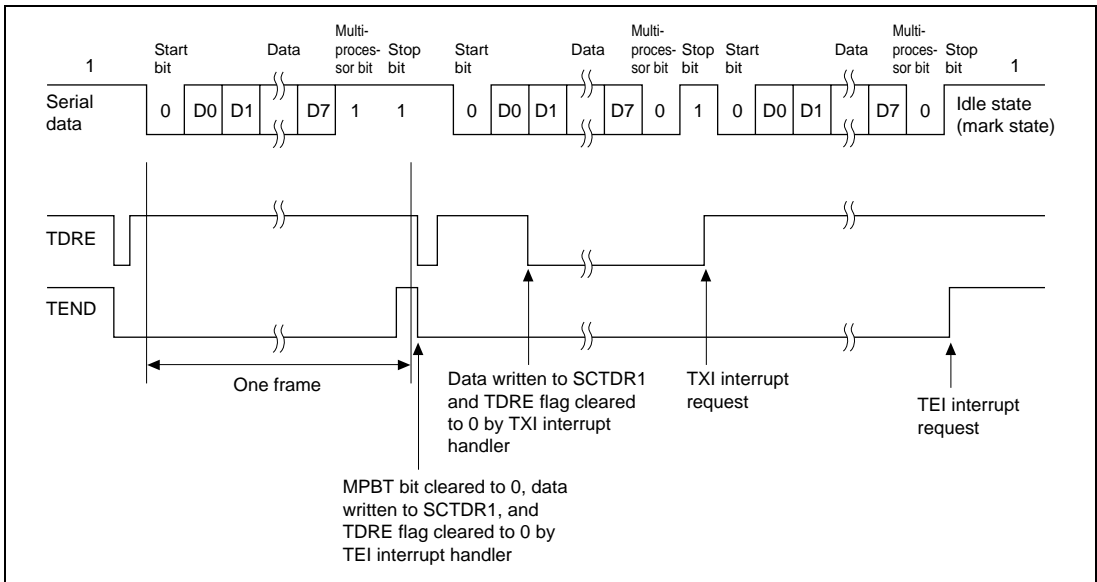 1
Start
bit
Data
Multi-
proces-
sor bit
Stop
bit
Start
bit
Data
Multi-
proces-
sor bit
Stop
bit
Start
bit
Data
Multi-
proces-
sor bit
Stop
bit
1
Serial
data
0 D0 D1 D7 1 1 0 D0 D1 D7 0 1 0 D0 D1 D7 0
Idle state
(mark state)
TDRE
TEND
One frame
Data written to SCTDR1
and TDRE flag cleared
to 0 by TXI interrupt
handler
TXI interrupt
request
TEI interrupt
request
MPBT bit cleared to 0, data
written to SCTDR1, and
TDRE flag cleared to 0 by
TEI interrupt handler